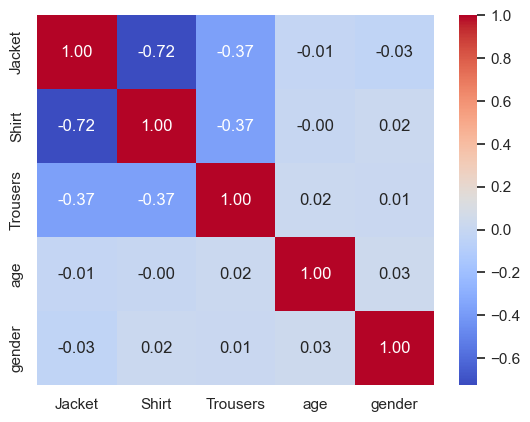 Jacket 1.00 -0.72 -0.37 -0.01 -0.03
Shirt -0.72 1.00 -0.37 -0.00 0.02
Trousers -0.37 -0.37 1.00 0.02 0.01
age -0.01 -0.00 0.02 1.00 0.03
gender -0.03 0.02 0.01 0.03 1.00
Jacket Shirt Trousers age gender
1.0
0.8
0.6
0.4
0.2
0.0
−0.2
−0.4
−0.6